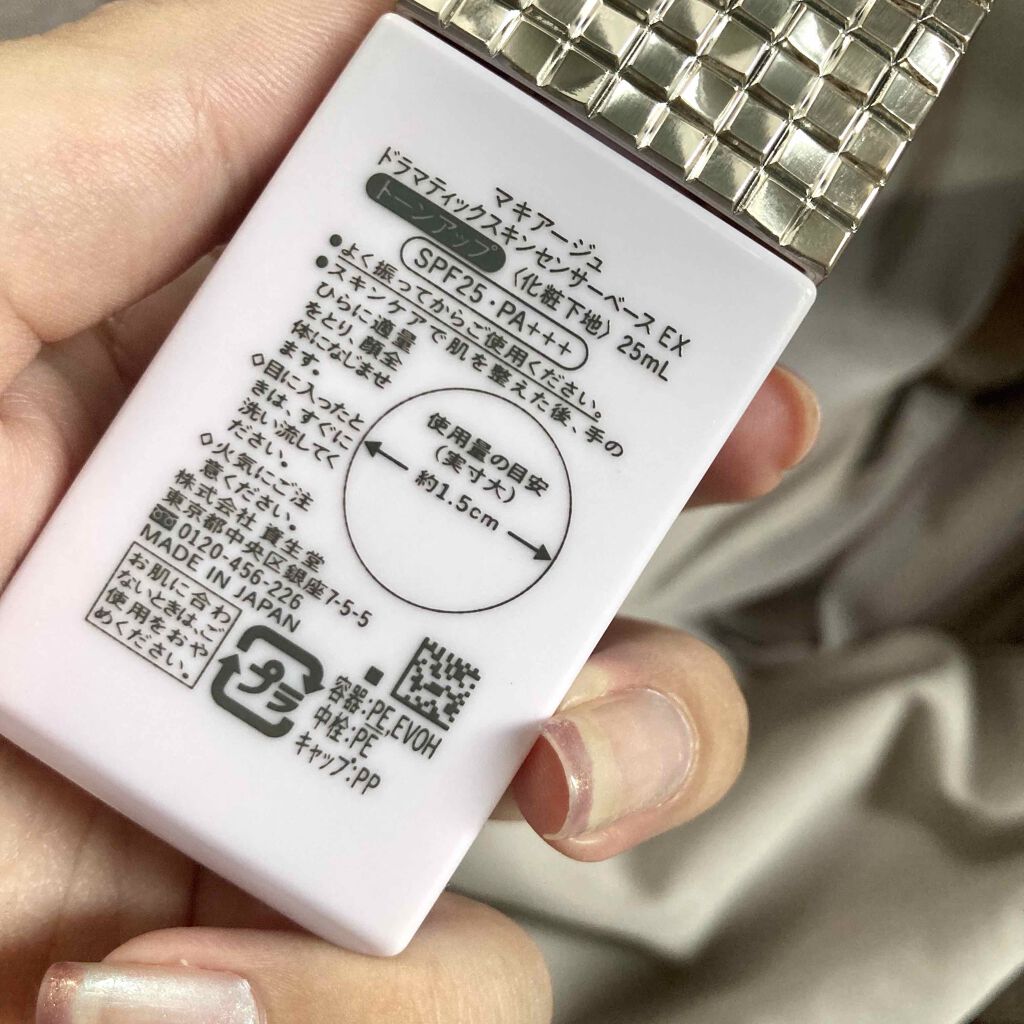 マキアージュ
ドラマティックスキンセンサーベース EX
トーンアップ 〈化粧下地〉 25mL
SPF25・PA+++
●よく振ってからご使用ください。
●スキンケアで肌を整えた後、手の
ひらに適量
をとり、顔全
体になじませ
ます。
◇目に入ったと
きは、すぐに
洗い流してく
ださい。
◇火気にご注
意ください。
使用量の目安
(実寸大)
約1.5cm
株式会社 資生堂
東京都中央区銀座7-5-5
0120-456-226
MADE IN JAPAN
お肌に合わ
ないときは、ご
使用をおや
めください。
プラ
容器:PE,EVOH
中栓:PE
キャップ:PP